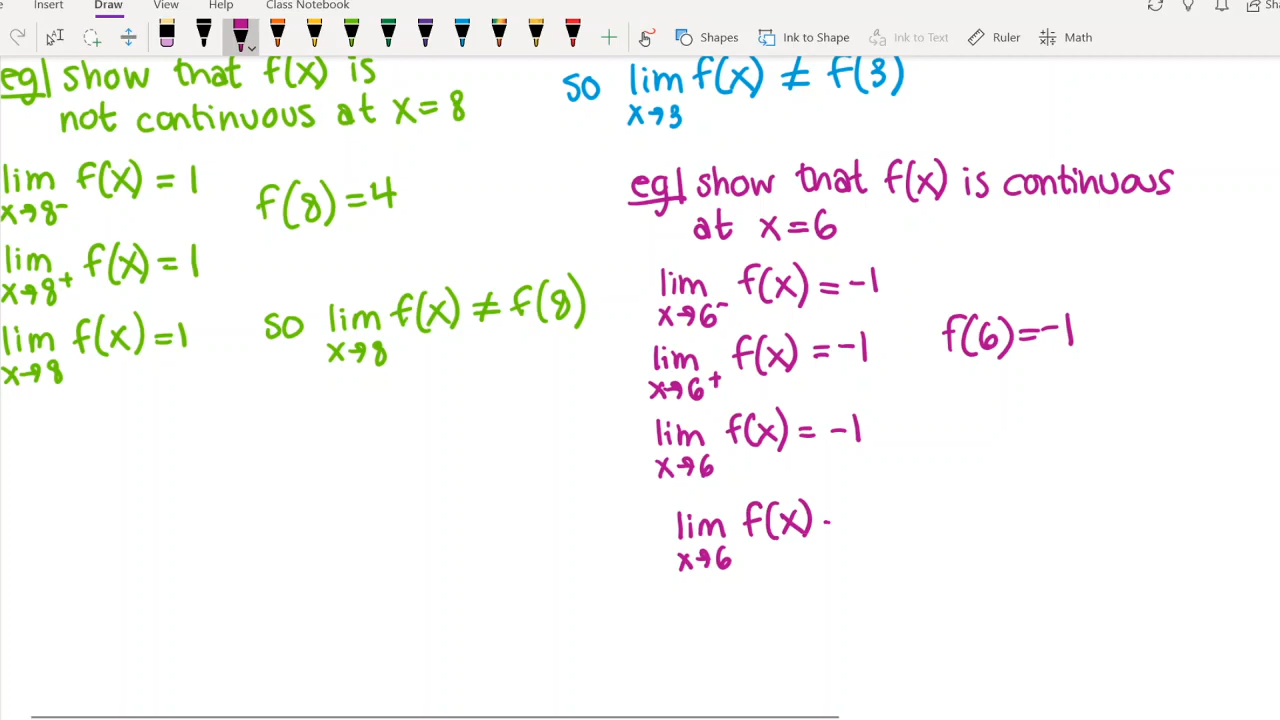 Insert Draw View Help Class Notebook
Shapes Ink to Shape Ink to Text Ruler Math
eg| show that f(x) is
not continuous at x=8
lim f(x) = 1
x→8⁻
f(8)=4
lim f(x) = 1
x→8⁺
lim f(x) = 1
x→8
so lim f(x) ≠ f(8)
x→8
so lim f(x) ≠ f(3)
x→3
eg| show that f(x) is continuous
at x=6
lim f(x) = -1
x→6⁻
lim f(x) = -1
x→6⁺
f(6)=-1
lim f(x) = -1
x→6
lim f(x) -
x→6